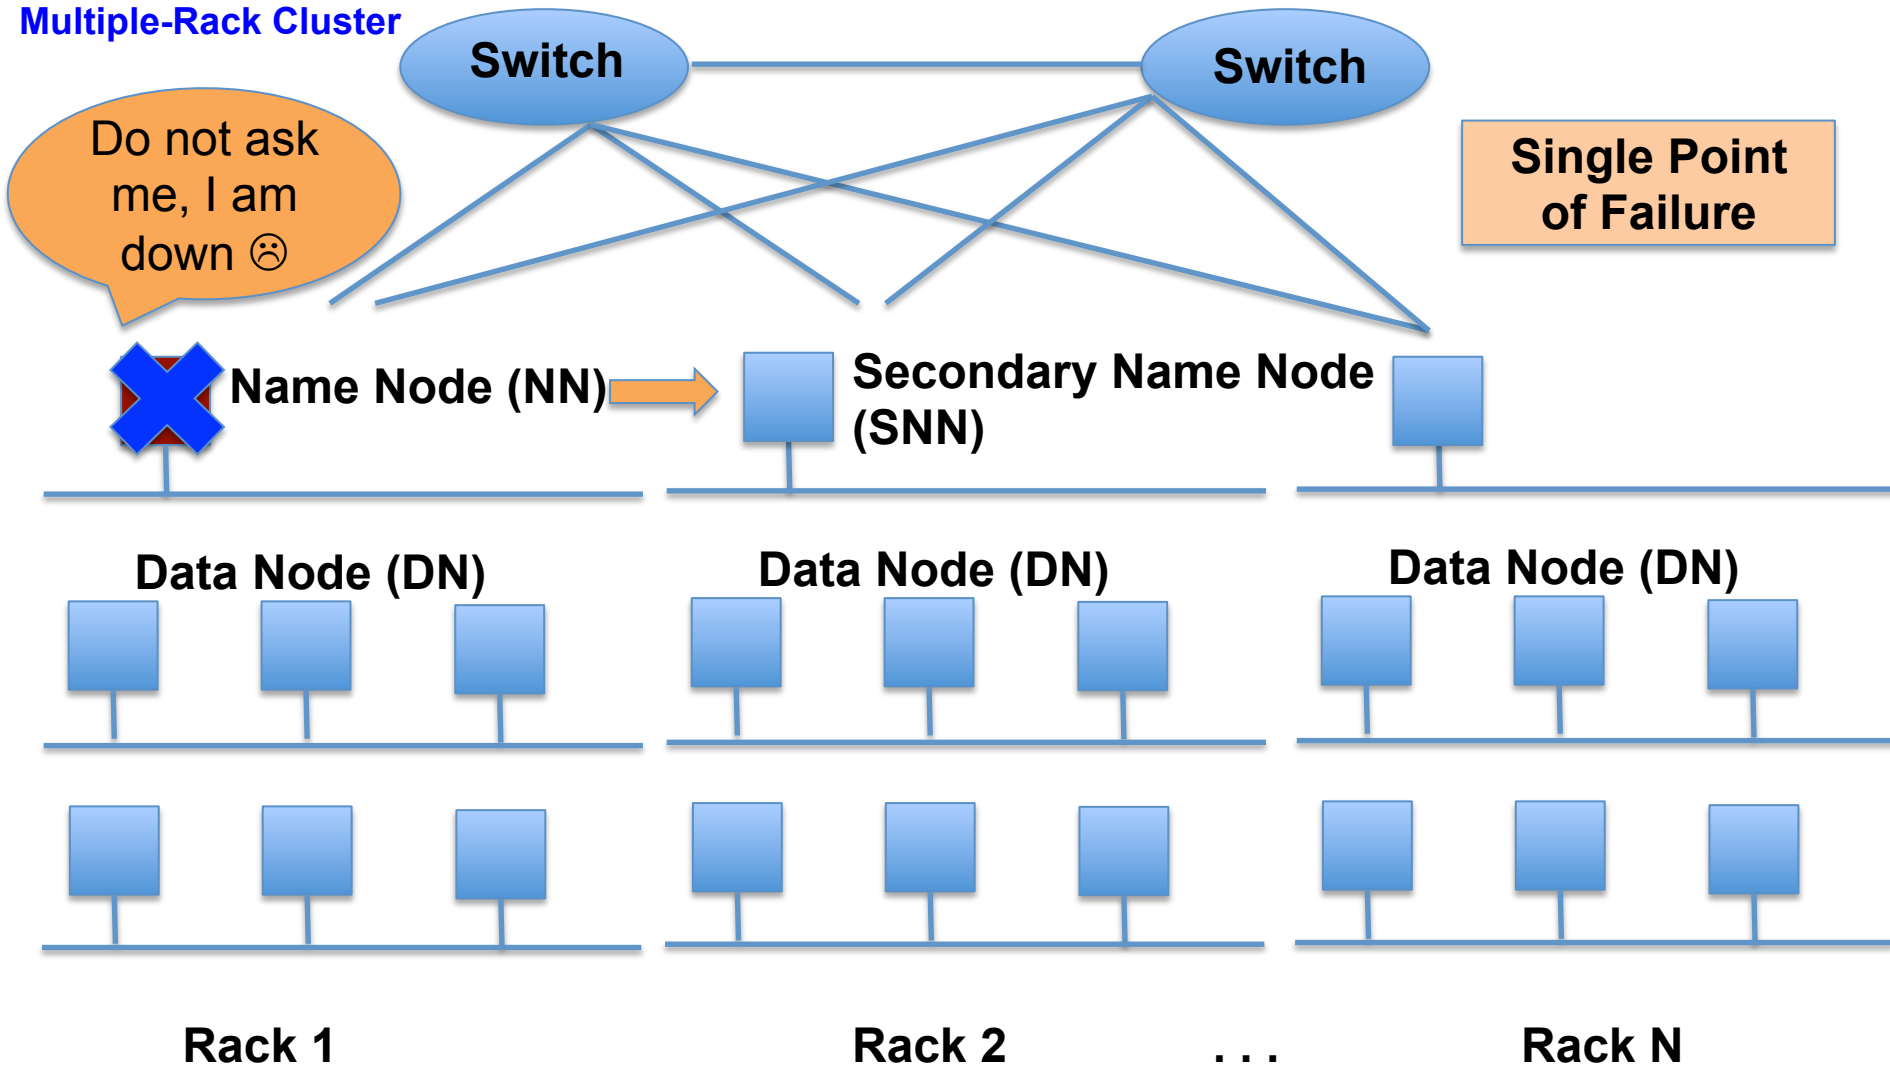 Multiple-Rack Cluster
Switch
Switch
Do not ask
me, I am
down ☹
Single Point
of Failure
Name Node (NN)
Secondary Name Node
(SNN)
Data Node (DN)
Data Node (DN)
Data Node (DN)
Rack 1
Rack 2
. . .
Rack N